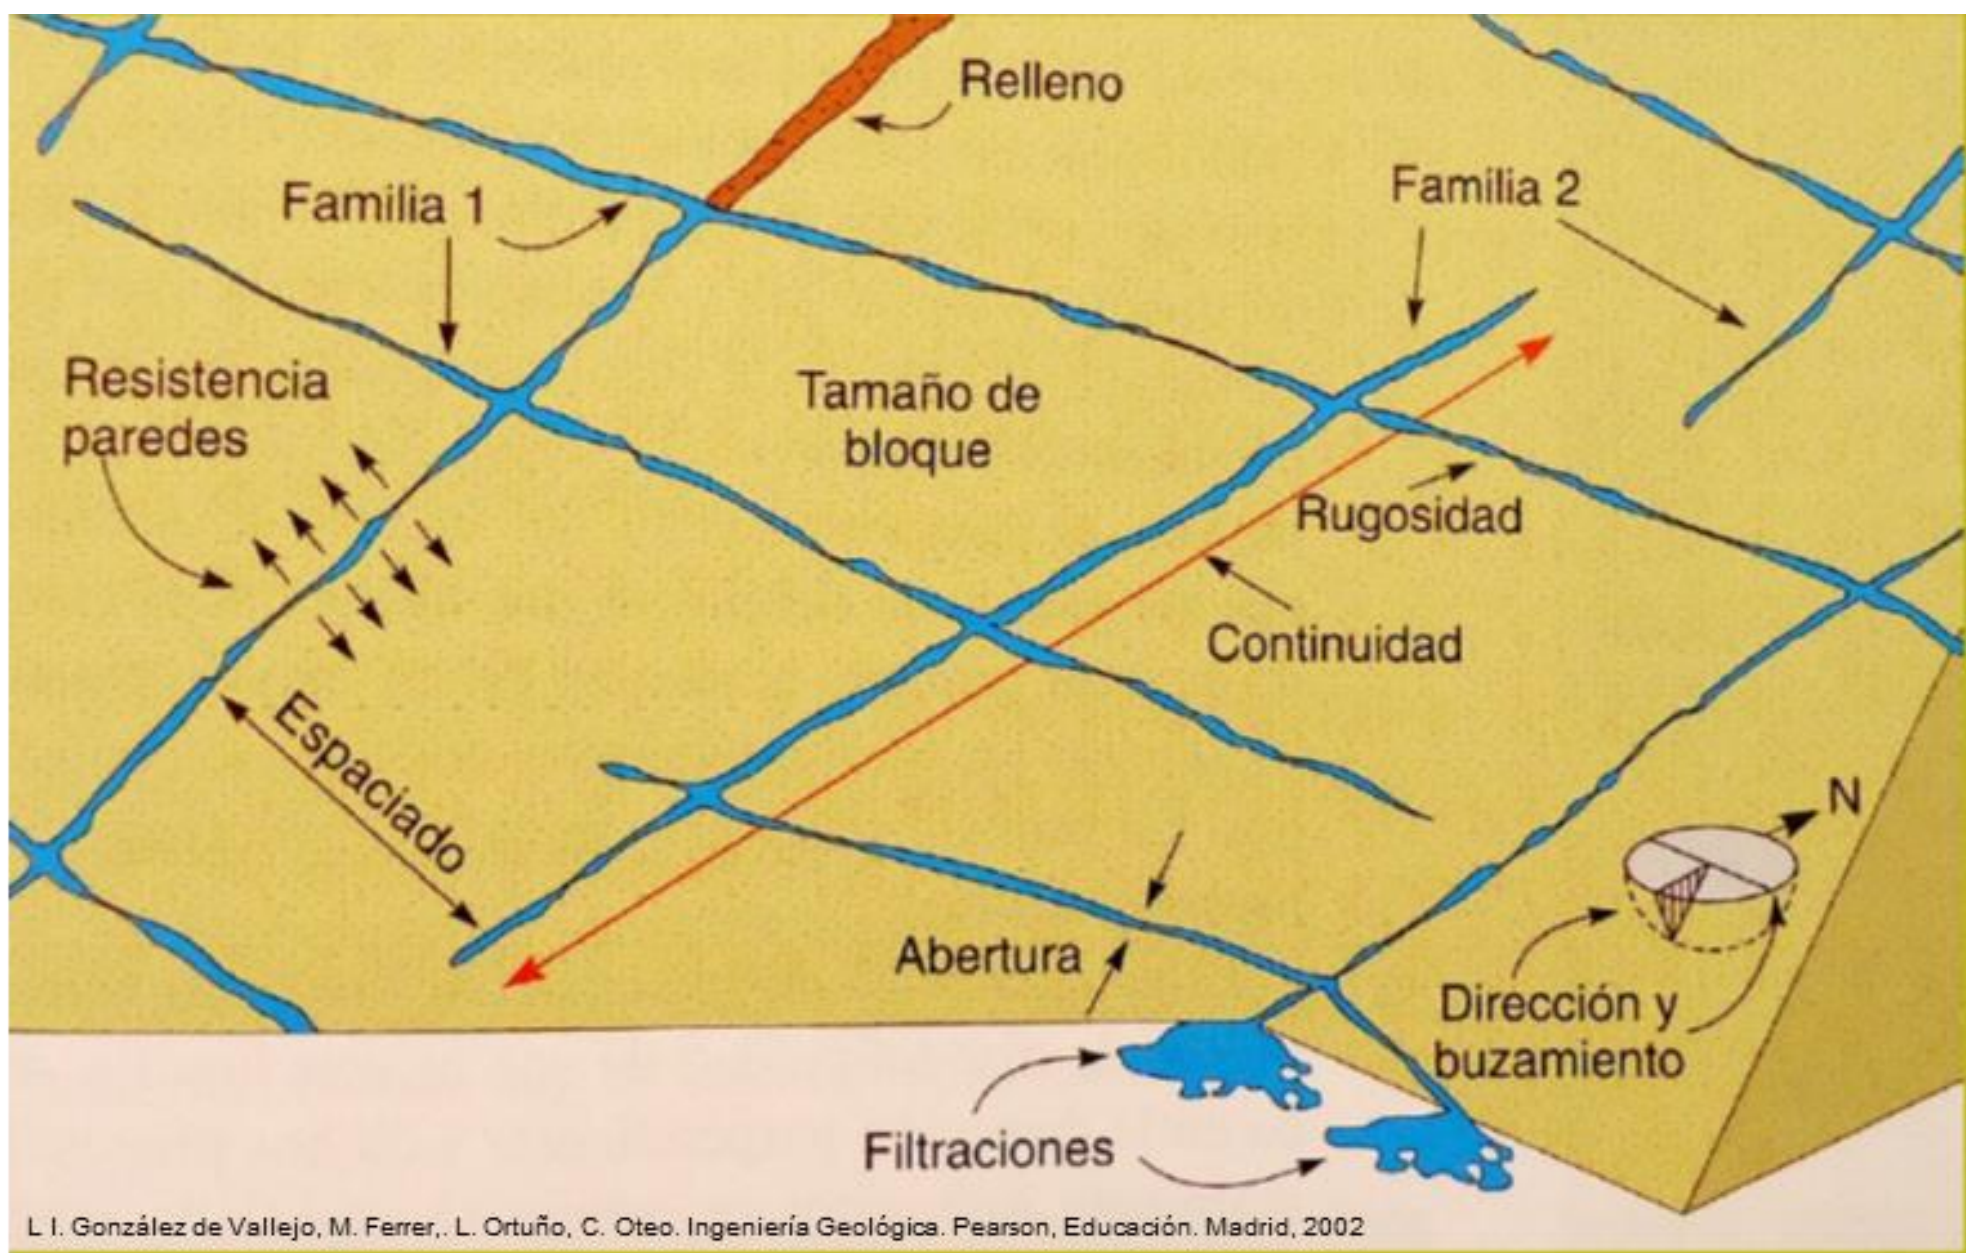 Relleno
Familia 2
Familia 1
Resistencia
paredes
Tamaño de
bloque
Rugosidad
Continuidad
Espaciado
N
Abertura
Dirección y
buzamiento
Filtraciones
L I. González de Vallejo, M. Ferrer,. L. Ortuño, C. Oteo. Ingeniería Geológica. Pearson, Educación. Madrid, 2002